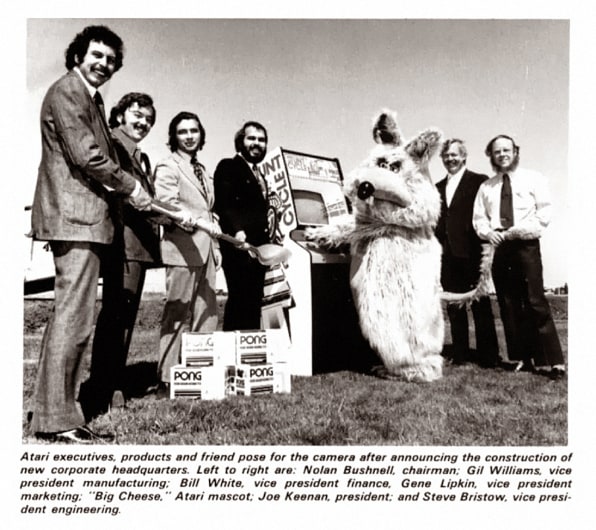 UNT
CYCLE
PONG
PONG
PONG
PONG
Atari executives, products and friend pose for the camera after announcing the construction of
new corporate headquarters. Left to right are: Nolan Bushnell, chairman; Gil Williams, vice
president manufacturing; Bill White, vice president finance, Gene Lipkin, vice president
marketing; "Big Cheese," Atari mascot; Joe Keenan, president; and Steve Bristow, vice presi-
dent engineering.